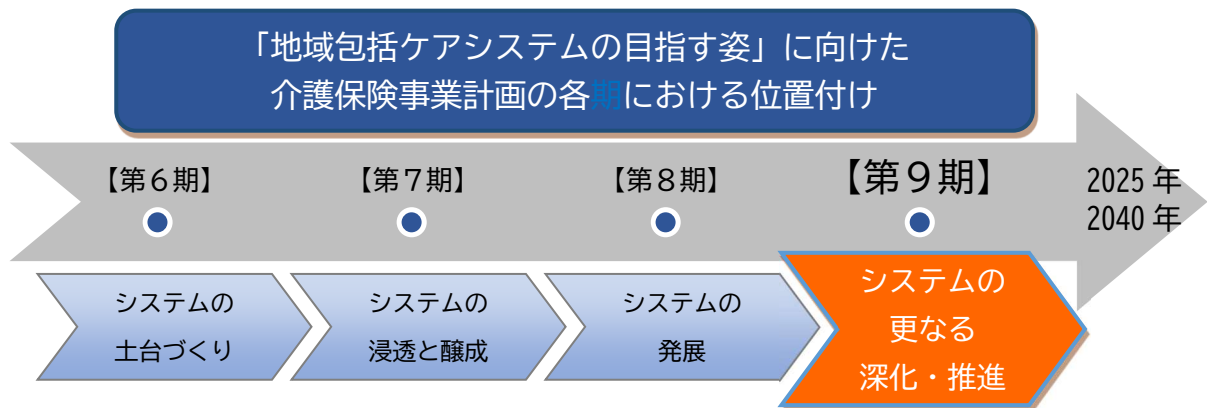 「地域包括ケアシステムの目指す姿」に向けた
介護保険事業計画の各期における位置付け
【第６期】
【第７期】
【第８期】
【第９期】
2025 年
2040 年
システムの
土台づくり
システムの
浸透と醸成
システムの
発展
システムの
更なる
深化・推進